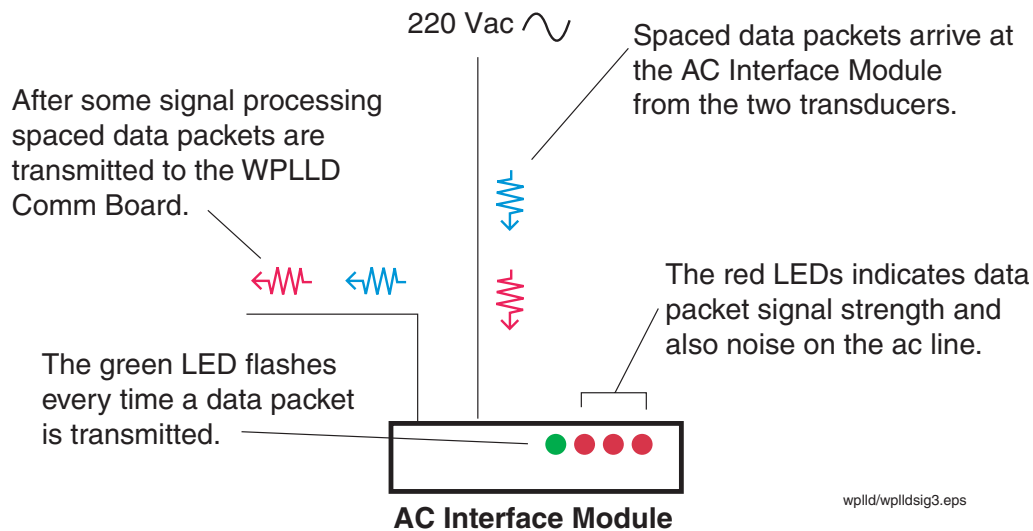 220 Vac
Spaced data packets arrive at
the AC Interface Module
from the two transducers.
After some signal processing
spaced data packets are
transmitted to the WPLLD
Comm Board.
The red LEDs indicates data
packet signal strength and
also noise on the ac line.
The green LED flashes
every time a data packet
is transmitted.
AC Interface Module
wplld/wplldsig3.eps